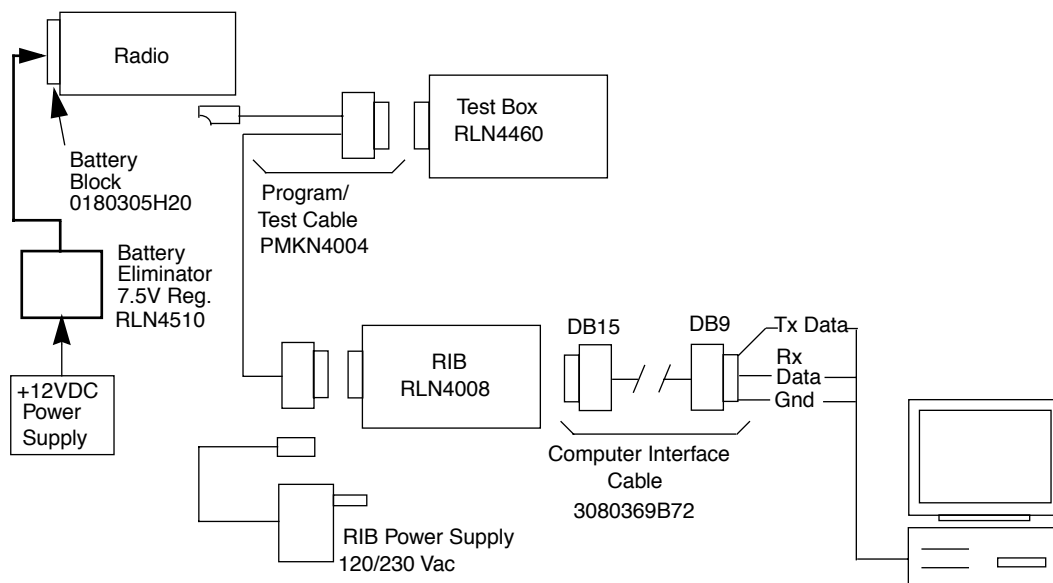 Radio
Test Box
RLN4460
Battery
Block
0180305H20
Program/
Test Cable
PMKN4004
Battery
Eliminator
7.5V Reg.
RLN4510
+12VDC
Power
Supply
RIB
RLN4008
DB15
DB9
Tx Data
Rx
Data
Gnd
Computer Interface
Cable
3080369B72
RIB Power Supply
120/230 Vac